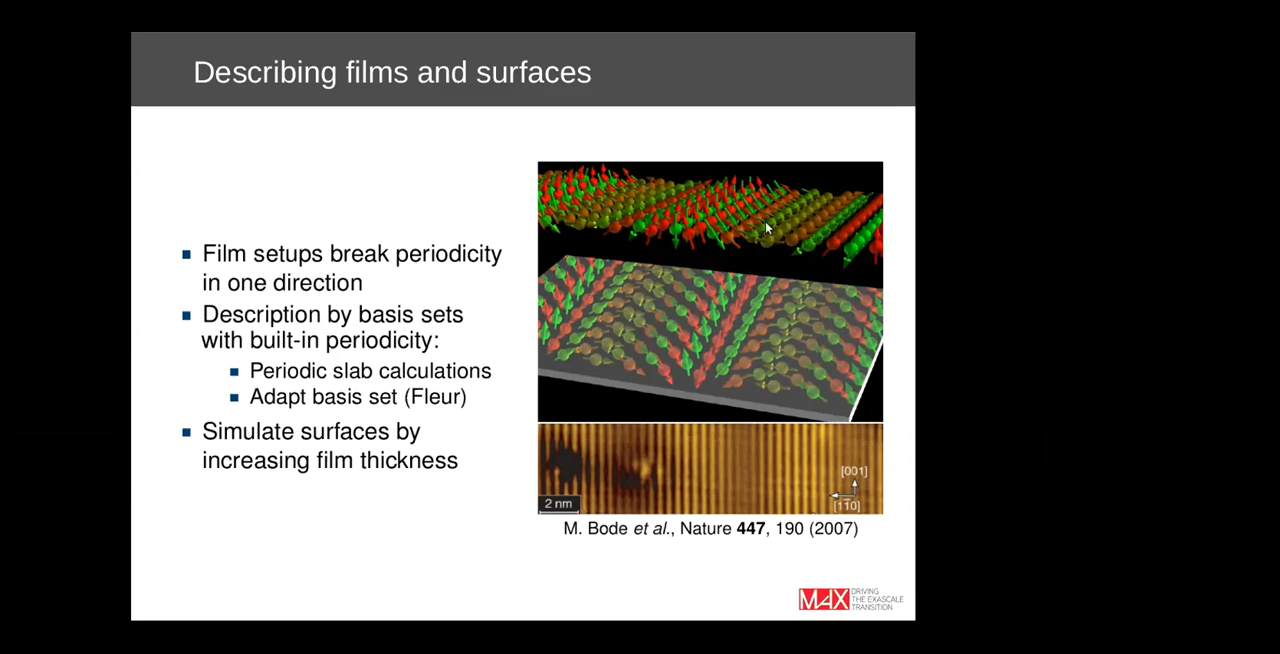 Describing films and surfaces
Film setups break periodicity
in one direction
Description by basis sets
with built-in periodicity:
Periodic slab calculations
Adapt basis set (Fleur)
Simulate surfaces by
increasing film thickness
[001]
2 nm
[1̄10]
M. Bode et al., Nature 447, 190 (2007)
MAX
DRIVING
THE EXASCALE
TRANSITION